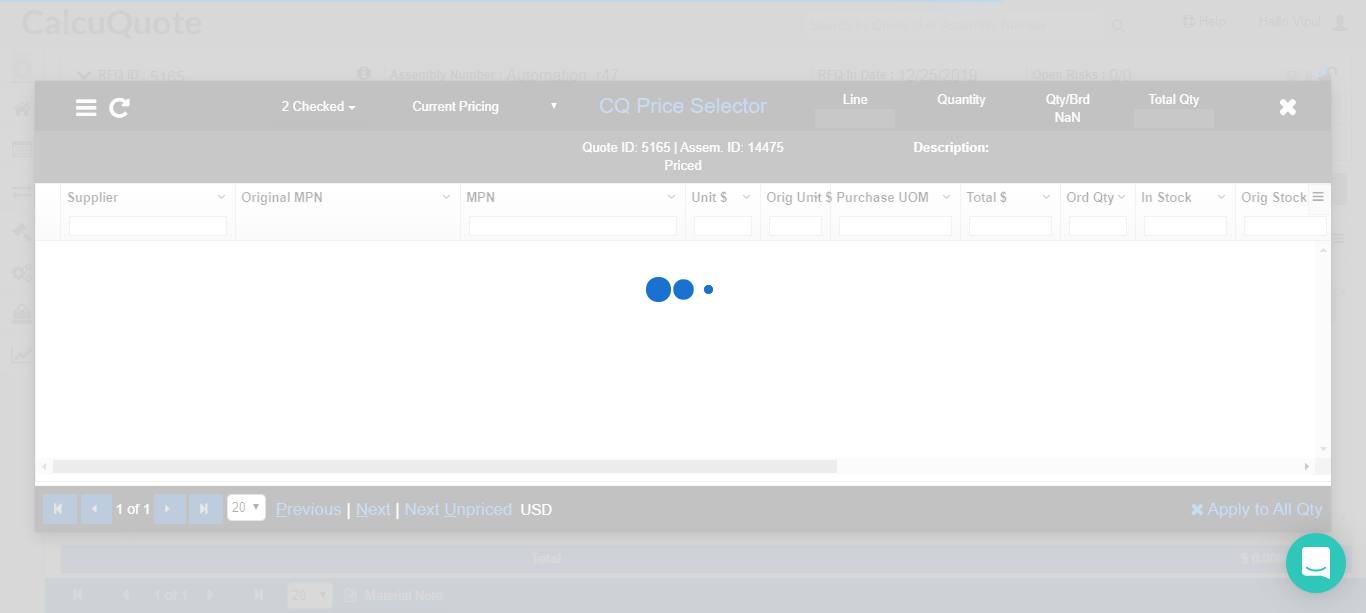 CalcuQuote
Search By Quote Id or Assembly Number
Help
Hello Vipul
RFQ ID : 5165
Assembly Number : Automation_r47
RFQ In Date : 12/25/2019
Open Risks : 0/0
2 Checked
Current Pricing
CQ Price Selector
Line
Quantity
Qty/Brd
NaN
Total Qty
Quote ID: 5165 | Assem. ID: 14475
Priced
Description:
Supplier
Original MPN
MPN
Unit $
Orig Unit $
Purchase UOM
Total $
Ord Qty
In Stock
Orig Stock
1 of 1
20
Previous | Next | Next Unpriced
USD
Apply to All Qty
Total
1 of 1
20
Material Note